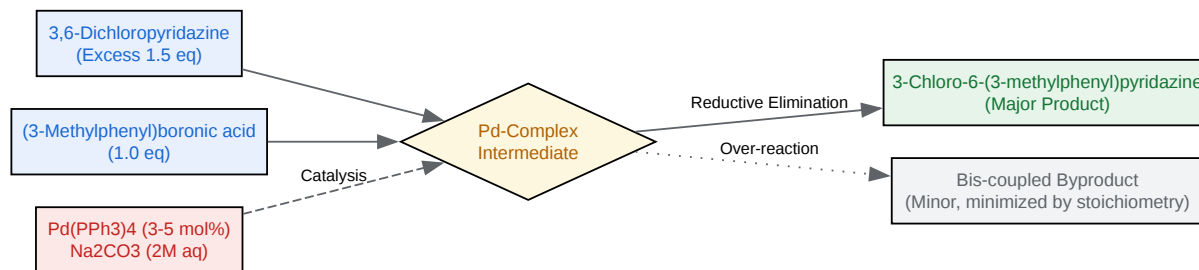 3,6-Dichloropyridazine
(Excess 1.5 eq)
(3-Methylphenyl)boronic acid
(1.0 eq)
Catalysis
Pd(PPh3)4 (3-5 mol%)
Na2CO3 (2M aq)
Pd-Complex
Intermediate
Reductive Elimination
Over-reaction
3-Chloro-6-(3-methylphenyl)pyridazine
(Major Product)
Bis-coupled Byproduct
(Minor, minimized by stoichiometry)